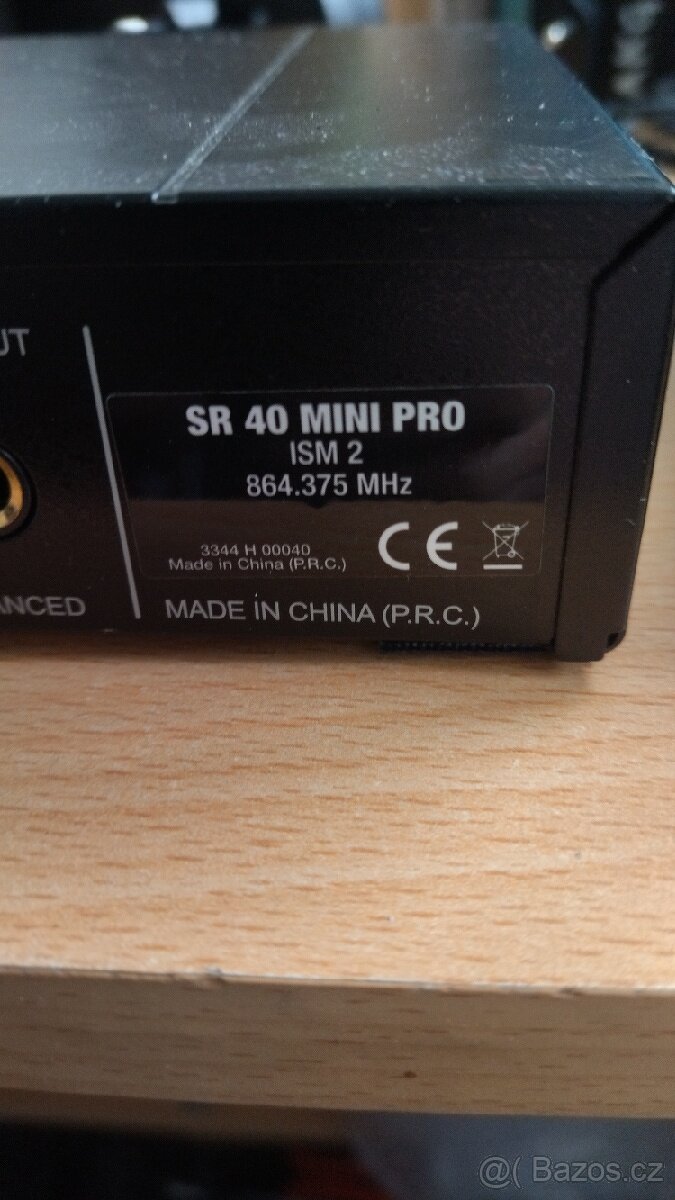 UT
SR 40 MINI PRO
ISM 2
864.375 MHz
3344 H 00040
Made in China (P.R.C.)
CE
ANCED
MADE IN CHINA (P.R.C.)
@( Bazos.cz